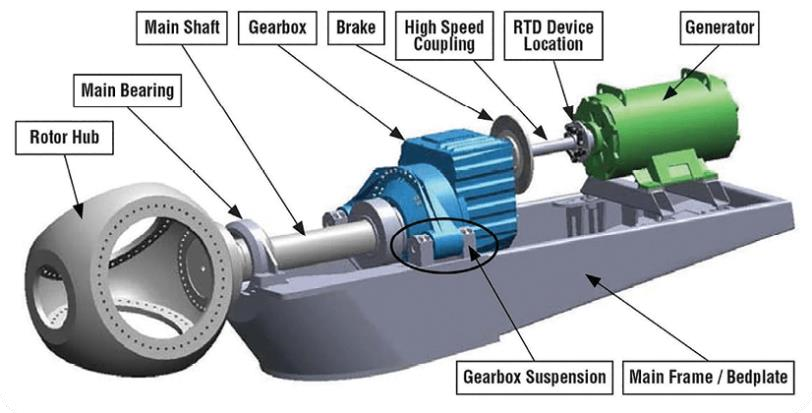 Main Shaft
Gearbox
Brake
High Speed
Coupling
RTD Device
Location
Generator
Main Bearing
Rotor Hub
Gearbox Suspension
Main Frame / Bedplate